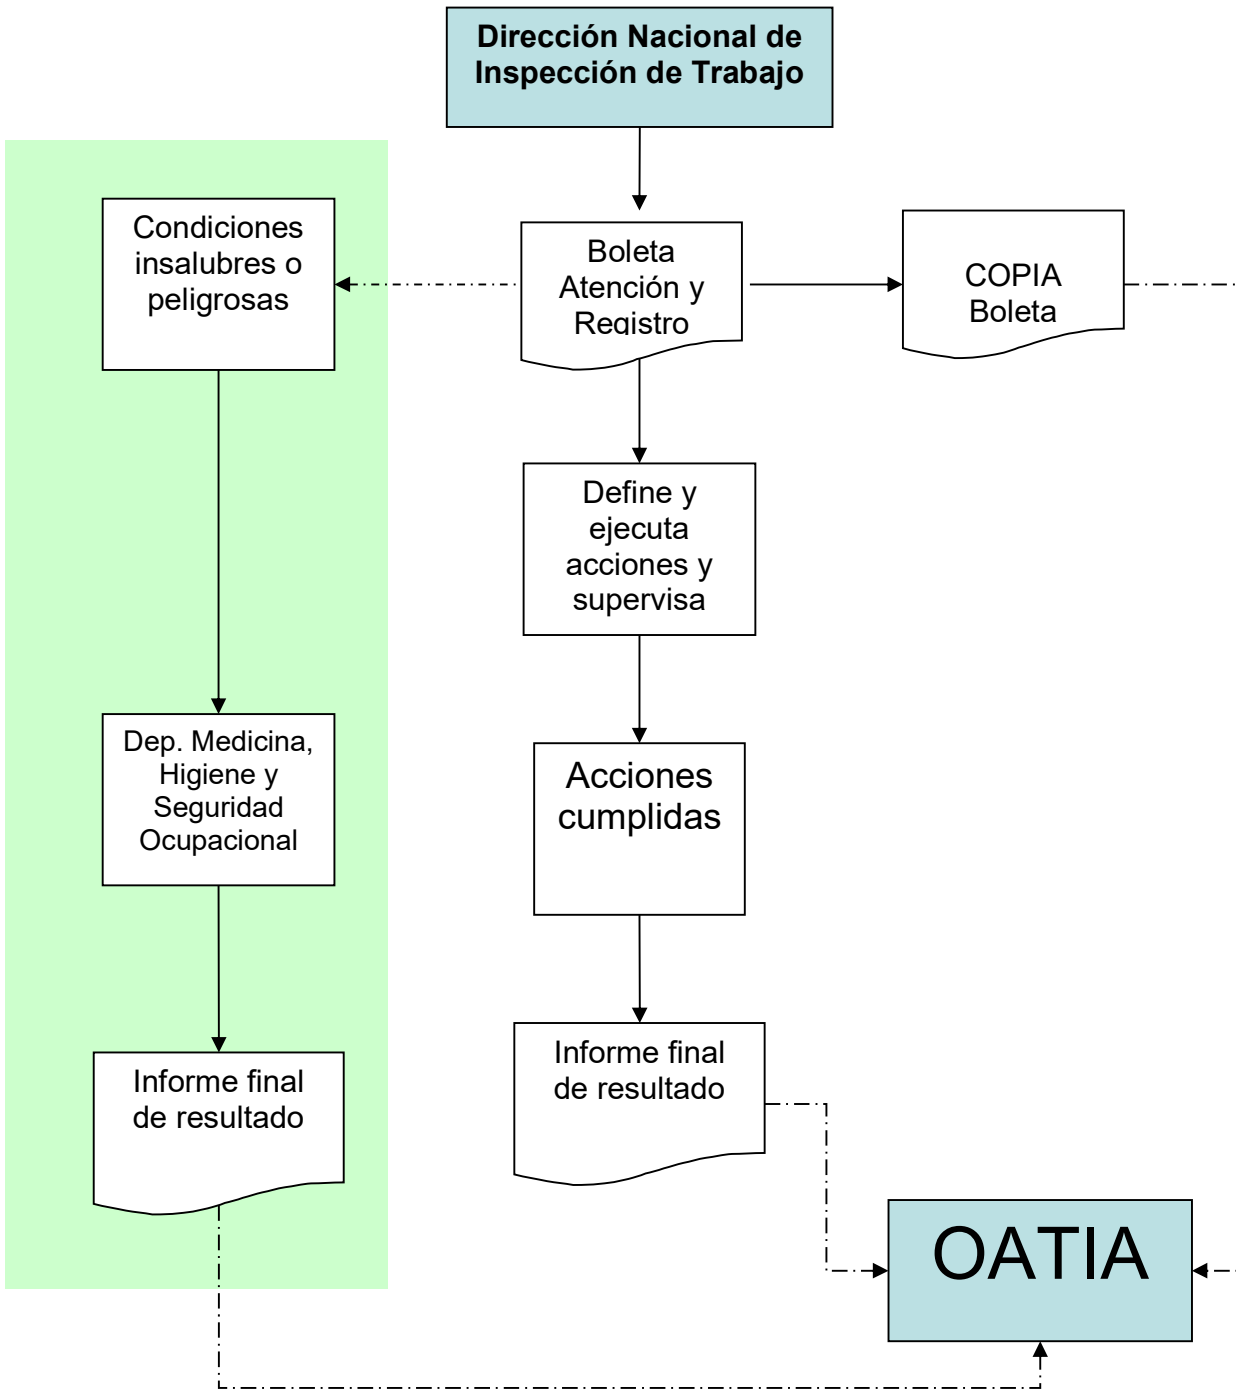 Dirección Nacional de
Inspección de Trabajo
Condiciones
insalubres o
peligrosas
Boleta
Atención y
Registro
COPIA
Boleta
Define y
ejecuta
acciones y
supervisa
Dep. Medicina,
Higiene y
Seguridad
Ocupacional
Acciones
cumplidas
Informe final
de resultado
Informe final
de resultado
OATIA